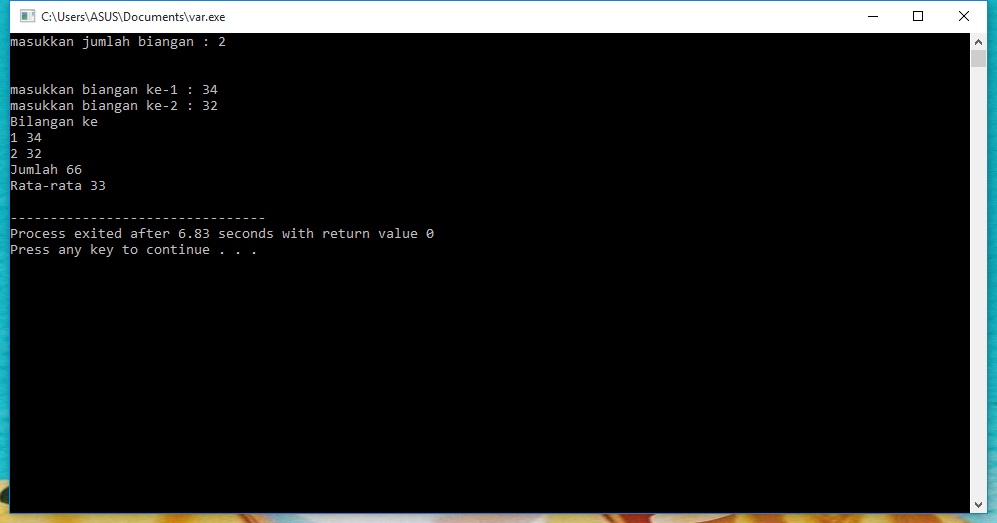 C:\Users\ASUS\Documents\var.exe
masukkan jumlah biangan : 2
masukkan biangan ke-1 : 34
masukkan biangan ke-2 : 32
Bilangan ke
1 34
2 32
Jumlah 66
Rata-rata 33
--------------------------------
Process exited after 6.83 seconds with return value 0
Press any key to continue . . .